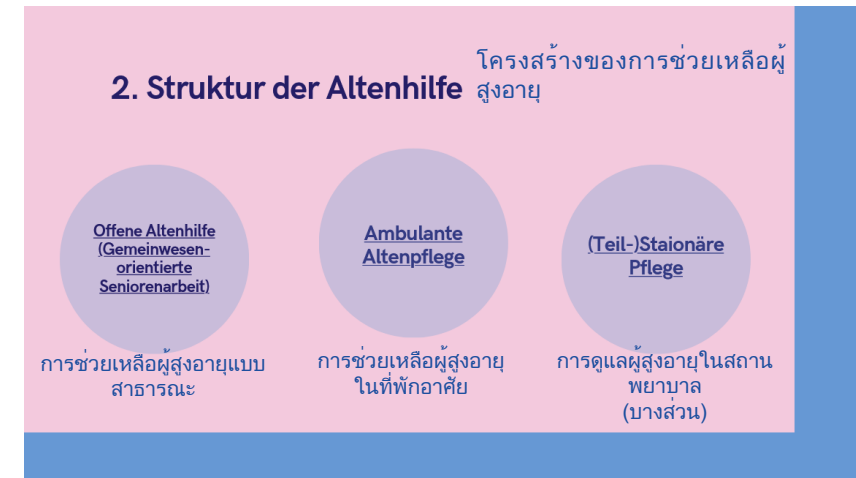 2. Struktur der Altenhilfe
โครงสร้างของการช่วยเหลือผู้
สูงอายุ
Offene Altenhilfe
(Gemeinwesen-
orientierte
Seniorenarbeit)
การช่วยเหลือผู้สูงอายุแบบ
สาธารณะ
Ambulante
Altenpflege
การช่วยเหลือผู้สูงอายุ
ในที่พักอาศัย
(Teil-)Staionäre
Pflege
การดูแลผู้สูงอายุในสถาน
พยาบาล
(บางส่วน)